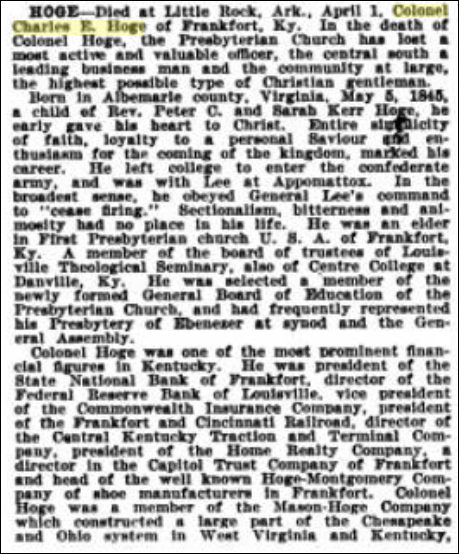 HOGE—Died at Little Rock, Ark., April 1, Colonel
Charles E. Hoge of Frankfort, Ky. In the death of
Colonel Hoge, the Presbyterian Church has lost a
most active and valuable officer, the central south a
leading business man and the community at large,
the highest possible type of Christian gentleman.
Born in Albemarle county, Virginia, May 5, 1845,
a child of Rev. Peter C. and Sarah Kerr Hoge, he
early gave his heart to Christ. Entire simplicity
of faith, loyalty to a personal Saviour and en-
thusiasm for the coming of the kingdom, marked his
career. He left college to enter the confederate
army, and was with Lee at Appomattox. In the
broadest sense, he obeyed General Lee's command
to "cease firing." Sectionalism, bitterness and ani-
mosity had no place in his life. He was an elder
in First Presbyterian church U. S. A. of Frankfort,
Ky. A member of the board of trustees of Louis-
ville Theological Seminary, also of Centre College at
Danville, Ky. He was selected a member of the
newly formed General Board of Education of the
Presbyterian Church, and had frequently represented
his Presbytery of Ebenezer at synod and the Gen-
eral Assembly.
Colonel Hoge was one of the most prominent finan-
cial figures in Kentucky. He was president of the
State National Bank of Frankfort, director of the
Federal Reserve Bank of Louisville, vice president
of the Commonwealth Insurance Company, president
of the Frankfort and Cincinnati Railroad, director of
the Central Kentucky Traction and Terminal Com-
pany, president of the Home Realty Company, a
director in the Capitol Trust Company of Frankfort
and head of the well known Hoge-Montgomery Com-
pany of shoe manufacturers in Frankfort. Colonel
Hoge was a member of the Mason-Hoge Company
which constructed a large part of the Chesapeake
and Ohio system in West Virginia and Kentucky,